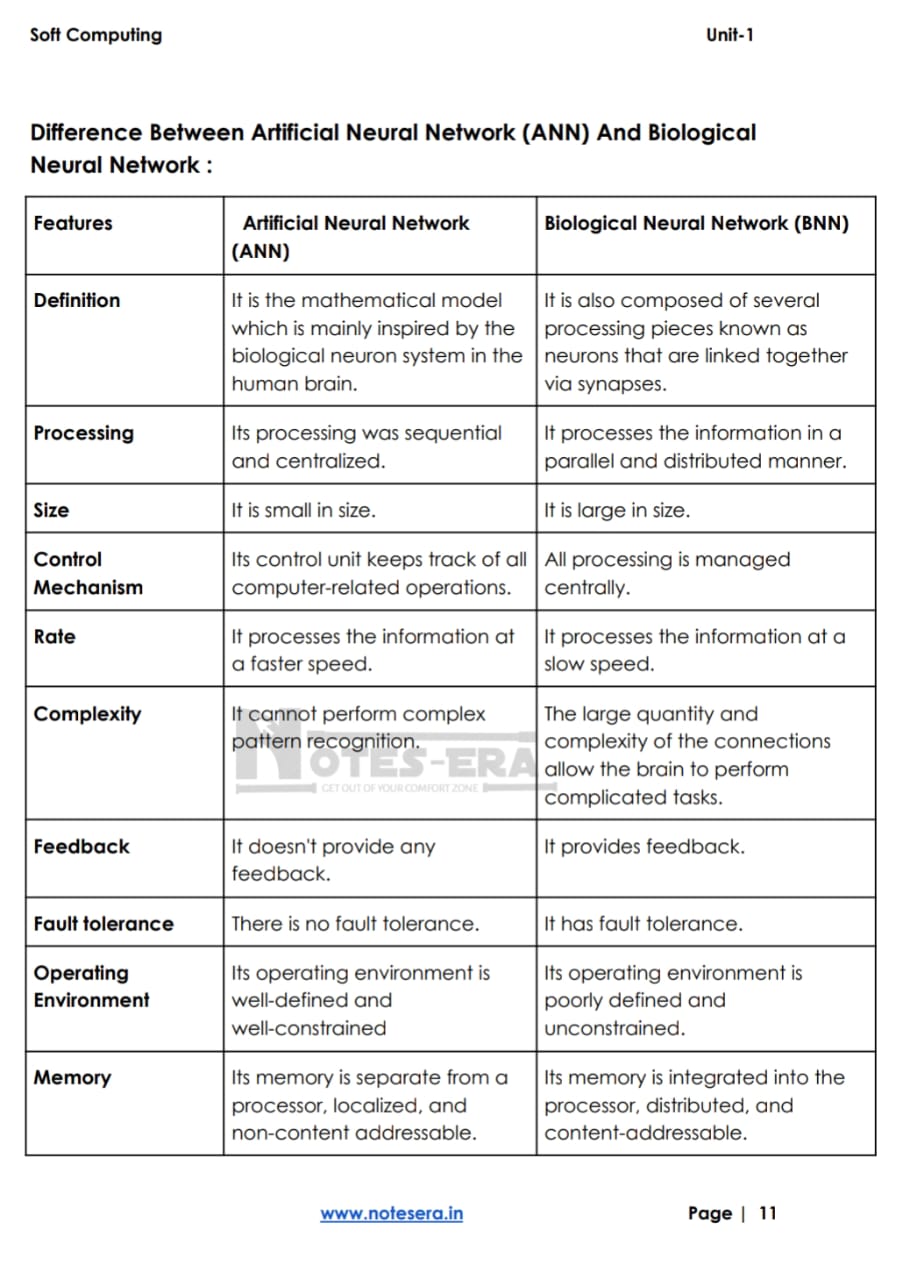 Soft Computing Unit-1
Difference Between Artificial Neural Network (ANN) And Biological
Neural Network :
Features
Artificial Neural Network
(ANN)
Biological Neural Network (BNN)
Definition
It is the mathematical model
which is mainly inspired by the
biological neuron system in the
human brain.
It is also composed of several
processing pieces known as
neurons that are linked together
via synapses.
Processing
Its processing was sequential
and centralized.
It processes the information in a
parallel and distributed manner.
Size
It is small in size.
It is large in size.
Control
Mechanism
Its control unit keeps track of all
computer-related operations.
All processing is managed
centrally.
Rate
It processes the information at
a faster speed.
It processes the information at a
slow speed.
Complexity
It cannot perform complex
pattern recognition.
The large quantity and
complexity of the connections
allow the brain to perform
complicated tasks.
NOTES-ERA
GET OUT OF YOUR COMFORT ZONE
Feedback
It doesn't provide any
feedback.
It provides feedback.
Fault tolerance
There is no fault tolerance.
It has fault tolerance.
Operating
Environment
Its operating environment is
well-defined and
well-constrained
Its operating environment is
poorly defined and
unconstrained.
Memory
Its memory is separate from a
processor, localized, and
non-content addressable.
Its memory is integrated into the
processor, distributed, and
content-addressable.
www.notesera.in Page | 11